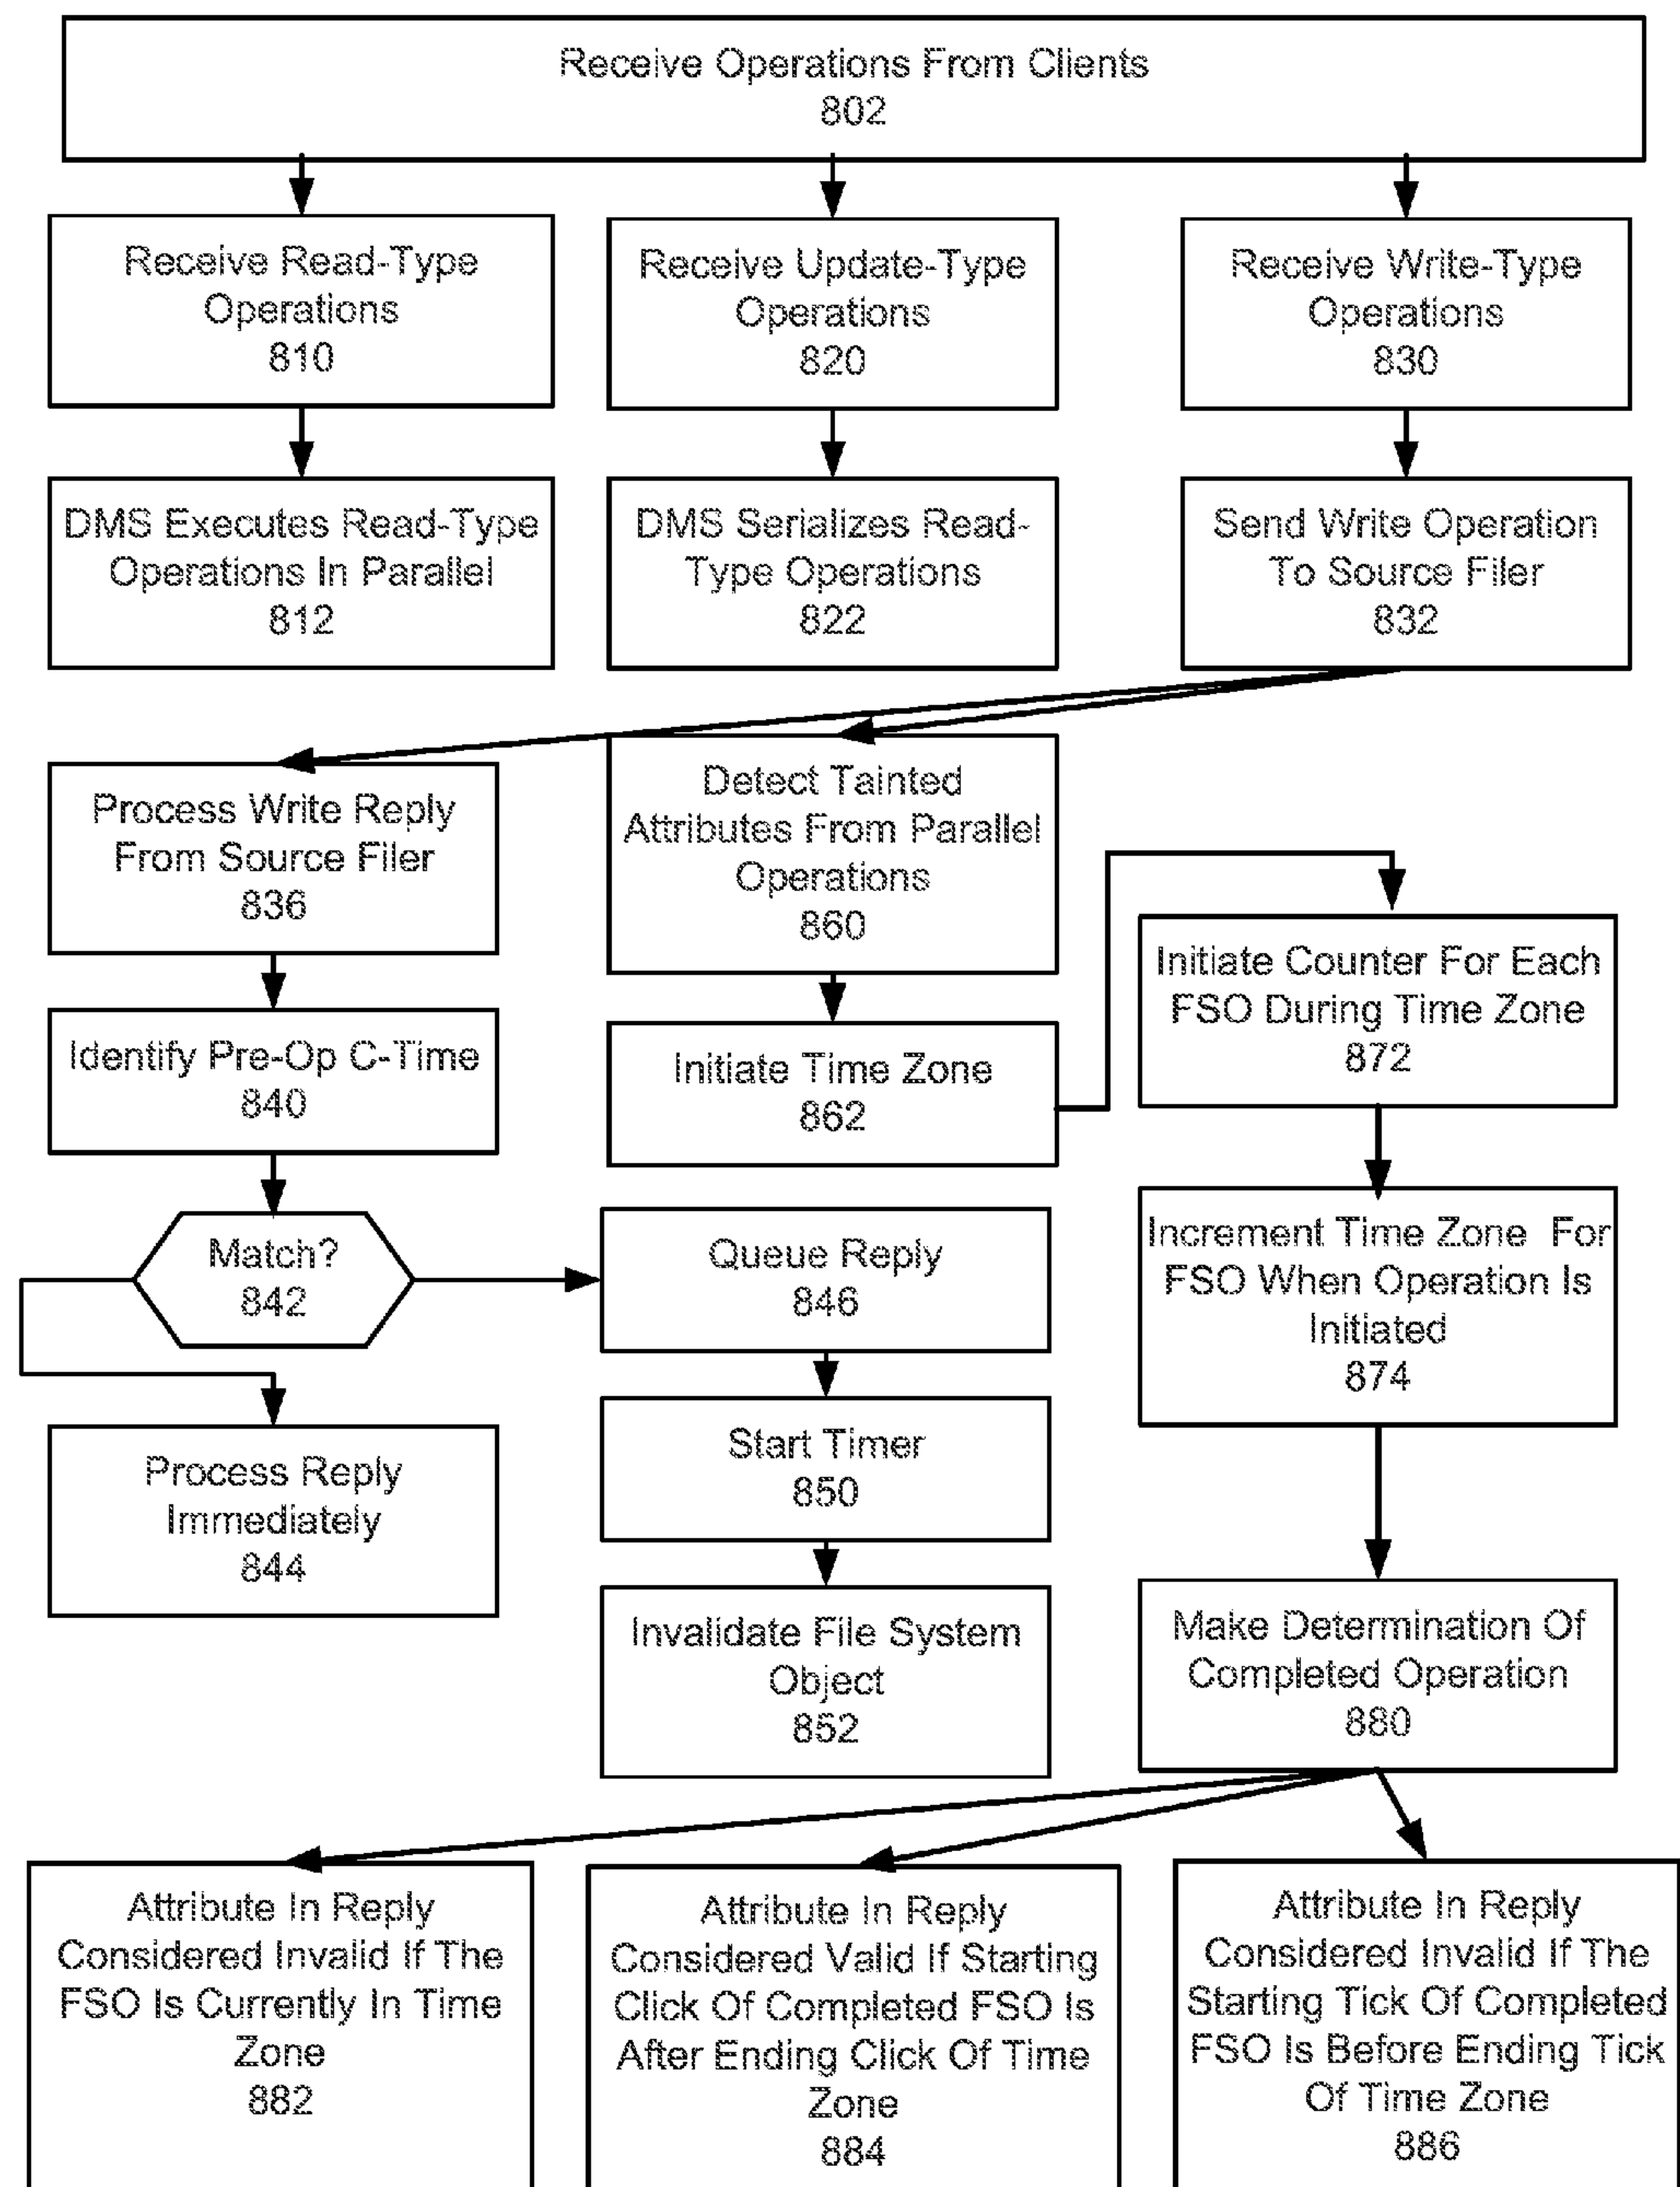 Receive Operations From Clients
802
Receive Read-Type
Operations
810
Receive Update-Type
Operations
820
Receive Write-Type
Operations
830
DMS Executes Read-Type
Operations In Parallel
812
DMS Serializes Read-
Type Operations
822
Send Write Operation
To Source Filer
832
Process Write Reply
From Source Filer
836
Detect Tainted
Attributes From Parallel
Operations
860
Initiate Counter For Each
FSO During Time Zone
872
Identify Pre-Op C-Time
840
Initiate Time Zone
862
Match?
842
Queue Reply
846
Increment Time Zone For
FSO When Operation Is
Initiated
874
Process Reply
Immediately
844
Start Timer
850
Invalidate File System
Object
852
Make Determination Of
Completed Operation
880
Attribute In Reply
Considered Invalid If The
FSO Is Currently In Time
Zone
882
Attribute In Reply
Considered Valid If Starting
Click Of Completed FSO Is
After Ending Click Of Time
Zone
884
Attribute In Reply
Considered Invalid If The
Starting Tick Of Completed
FSO Is Before Ending Tick
Of Time Zone
886